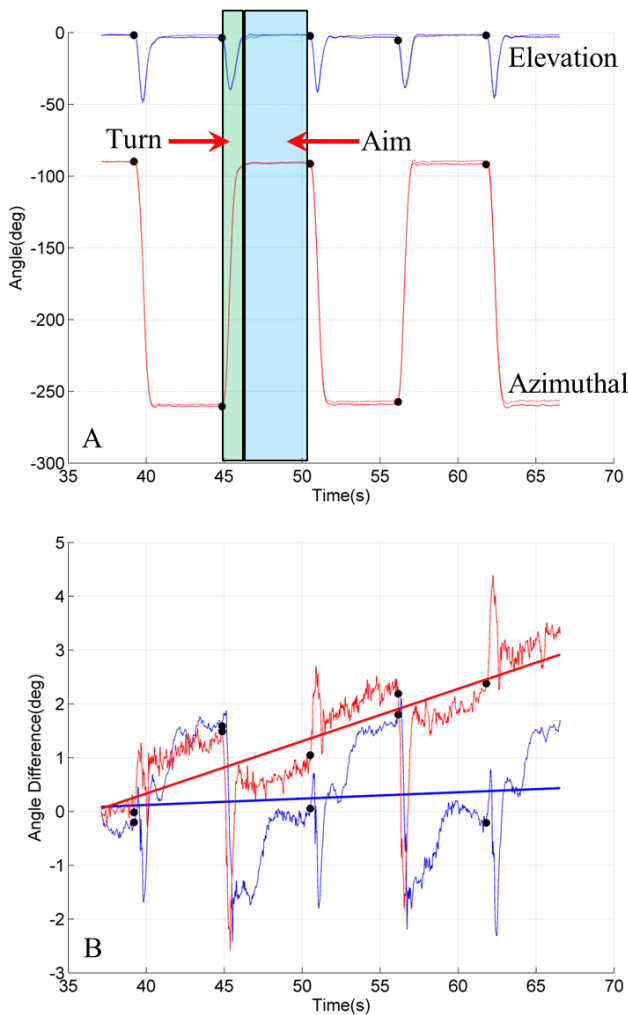 0
Elevation
-50
Turn
Aim
-100
Angle(deg)
-150
-200
-250
Azimuthal
A
-300
35 40 45 50 55 60 65 70
Time(s)
5
4
3
2
Angle Difference(deg)
1
0
-1
-2
B
-3
35 40 45 50 55 60 65 70
Time(s)